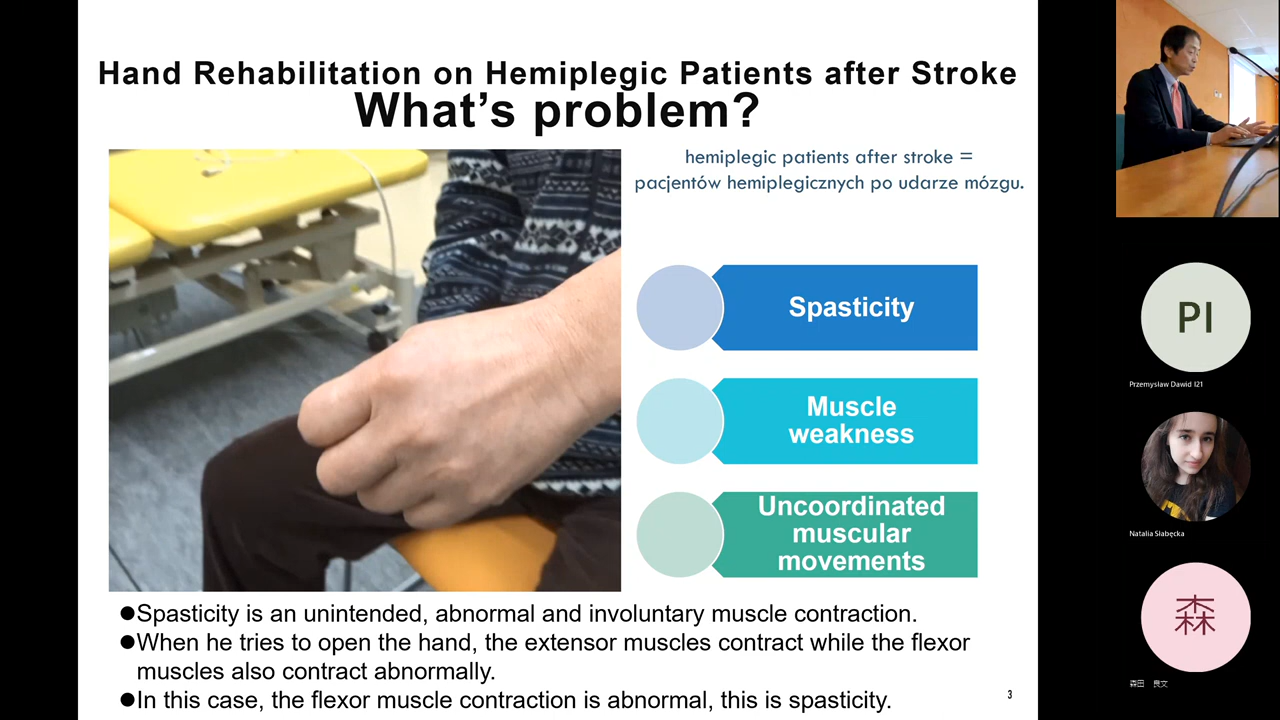 Hand Rehabilitation on Hemiplegic Patients after Stroke
What's problem?
hemiplegic patients after stroke =
pacjentów hemiplegicznych po udarze mózgu.
Spasticity
Muscle
weakness
Uncoordinated
muscular
movements
●Spasticity is an unintended, abnormal and involuntary muscle contraction.
●When he tries to open the hand, the extensor muscles contract while the flexor
muscles also contract abnormally.
●In this case, the flexor muscle contraction is abnormal, this is spasticity.
3
PI
Przemysław Dawid I21
Natalia Słabęcka
森
森田 良文